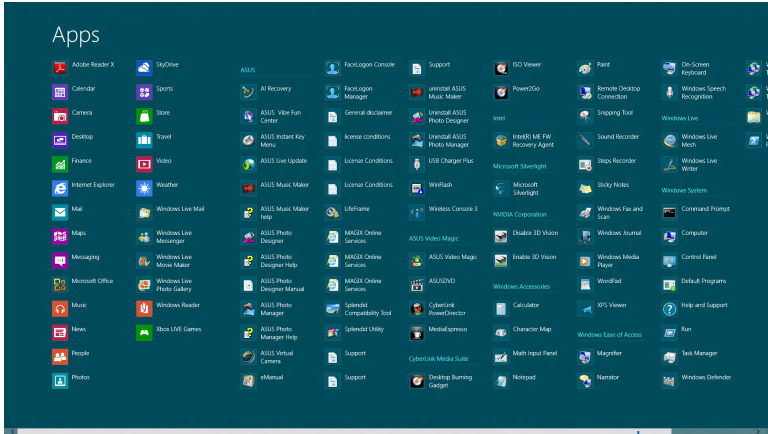 Apps
Adobe Reader X
Calendar
Camera
Desktop
Finance
Internet Explorer
Mail
Maps
Messaging
Microsoft Office
Music
News
People
Photos
SkyDrive
Sports
Store
Travel
Video
Weather
Windows Live Mail
Windows Live
Messenger
Windows Live
Movie Maker
Windows Live
Photo Gallery
Windows Reader
Xbox LIVE Games
ASUS
AI Recovery
ASUS Vibe Fun
Center
ASUS Instant Key
Menu
ASUS Live Update
ASUS Music Maker
ASUS Music Maker
help
ASUS Photo
Designer
ASUS Photo
Designer Help
ASUS Photo
Designer Manual
ASUS Photo
Manager
ASUS Photo
Manager Help
ASUS Virtual
Camera
eManual
FaceLogon Console
FaceLogon
Manager
General disclaimer
license conditions
License Conditions
License Conditions
LifeFrame
MAGIX Online
Services
MAGIX Online
Services
MAGIX Online
Services
Splendid
Compatibility Tool
Splendid Utility
Support
Support
Support
uninstall ASUS
Music Maker
Uninstall ASUS
Photo Designer
Uninstall ASUS
Photo Manager
USB Charger Plus
WinFlash
Wireless Console 3
ASUS Video Magic
ASUS Video Magic
ASUSDVD
CyberLink
PowerDirector
MediaEspresso
CyberLink Media Suite
Desktop Burning
Gadget
ISO Viewer
Power2Go
Intel
Intel(R) ME FW
Recovery Agent
Microsoft Silverlight
Microsoft
Silverlight
NVIDIA Corporation
Disable 3D Vision
Enable 3D Vision
Windows Accessories
Calculator
Character Map
Math Input Panel
Notepad
Paint
Remote Desktop
Connection
Snipping Tool
Sound Recorder
Steps Recorder
Sticky Notes
Windows Fax and
Scan
Windows Journal
Windows Media
Player
WordPad
XPS Viewer
Windows Ease of Access
Magnifier
Narrator
On-Screen
Keyboard
Windows Speech
Recognition
Windows Live
Windows Live
Mesh
Windows Live
Writer
Windows System
Command Prompt
Computer
Control Panel
Default Programs
Help and Support
Run
Task Manager
Windows Defender